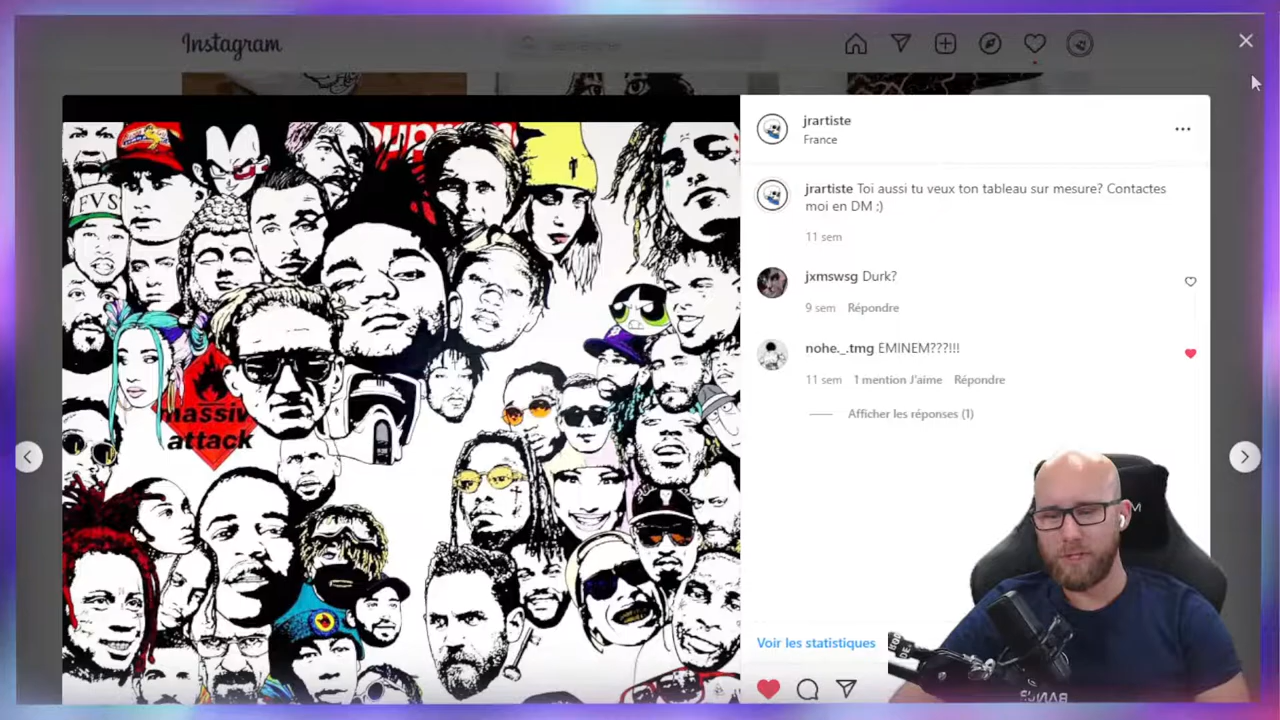 Instagram
Supreme
FVS
massiv
attack
jrartiste
France
jrartiste Toi aussi tu veux ton tableau sur mesure? Contactes
moi en DM :)
11 sem
jxmswsg Durk?
9 sem Répondre
nohe._.tmg EMINEM???!!!
11 sem 1 mention J'aime Répondre
Afficher les réponses (1)
Voir les statistiques